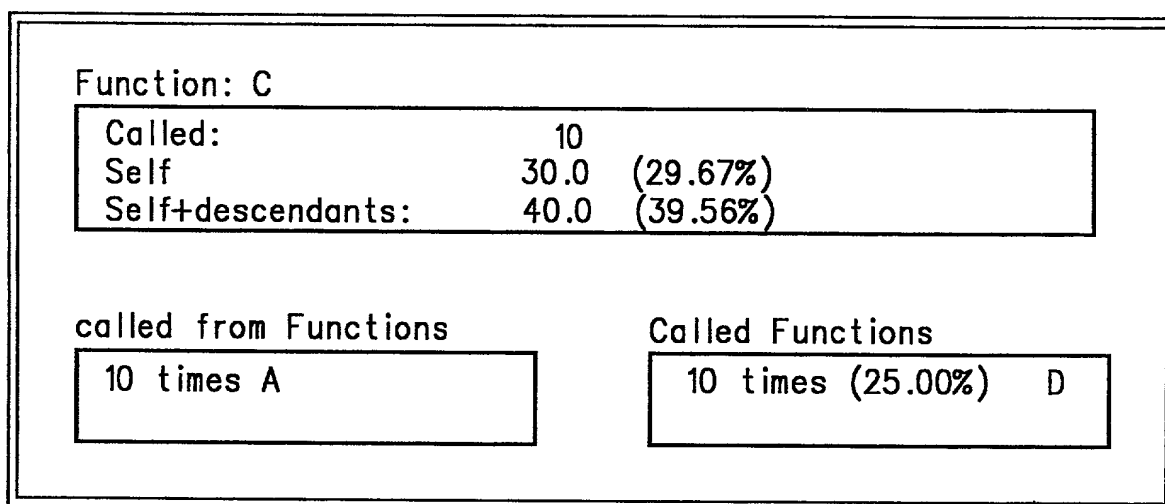 Function: C
Called: 10
Self 30.0 (29.67%)
Self+descendants: 40.0 (39.56%)
called from Functions
10 times A
Called Functions
10 times (25.00%) D